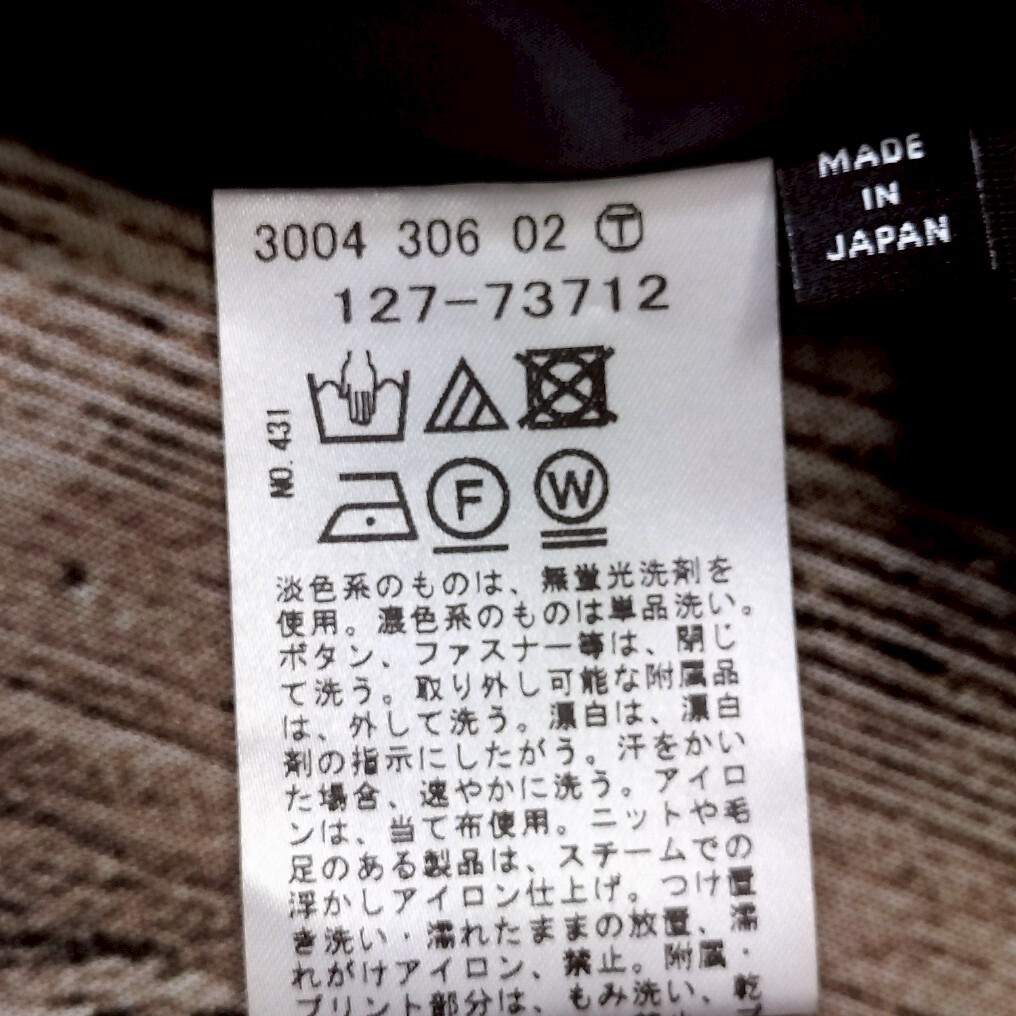 3004 306 02 Ⓣ
127-73712
NO. 431
F
W
淡色系のものは、無蛍光洗剤を
使用。濃色系のものは単品洗い。
ボタン、ファスナー等は、閉じ
て洗う。取り外し可能な附属品
は、外して洗う。漂白は、漂白
剤の指示にしたがう。汗をかい
た場合、速やかに洗う。アイロ
ンは、当て布使用。ニットや毛
足のある製品は、スチームでの
浮かしアイロン仕上げ。つけ置
き洗い・濡れたままの放置、濡
れがけアイロン、禁止。附属・
プリント部分は、もみ洗い、乾
MADE
IN
JAPAN